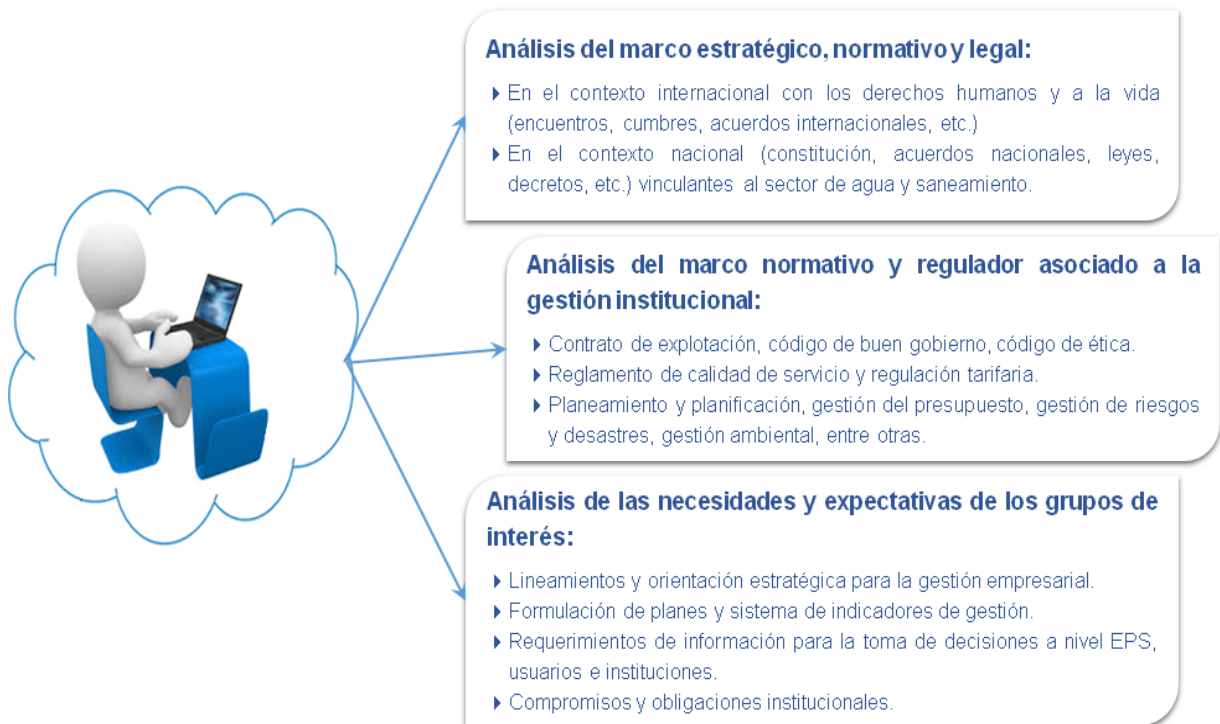 Análisis del marco estratégico, normativo y legal:
En el contexto internacional con los derechos humanos y a la vida
(encuentros, cumbres, acuerdos internacionales, etc.)
En el contexto nacional (constitución, acuerdos nacionales, leyes,
decretos, etc.) vinculantes al sector de agua y saneamiento.
Análisis del marco normativo y regulador asociado a la
gestión institucional:
Contrato de explotación, código de buen gobierno, código de ética.
Reglamento de calidad de servicio y regulación tarifaria.
Planeamiento y planificación, gestión del presupuesto, gestión de riesgos
y desastres, gestión ambiental, entre otras.
Análisis de las necesidades y expectativas de los grupos de
interés:
Lineamientos y orientación estratégica para la gestión empresarial.
Formulación de planes y sistema de indicadores de gestión.
Requerimientos de información para la toma de decisiones a nivel EPS,
usuarios e instituciones.
Compromisos y obligaciones institucionales.